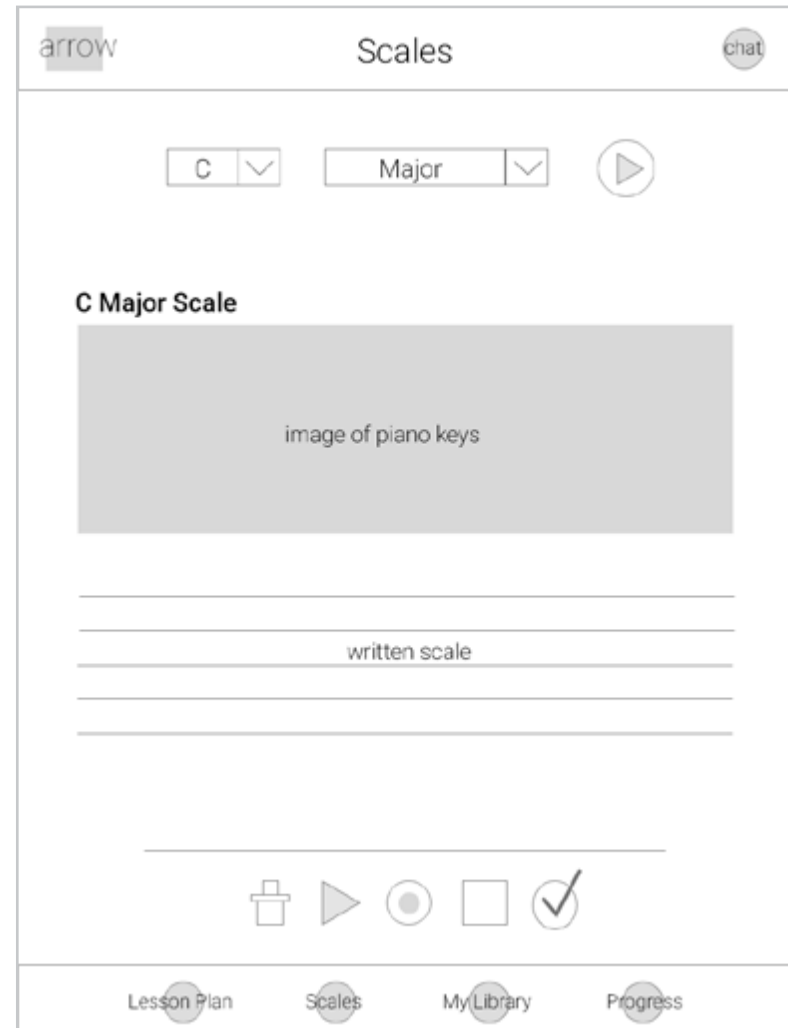 arrow Scales chat
C Major
C Major Scale
image of piano keys
written scale
Lesson Plan Scales My Library Progress